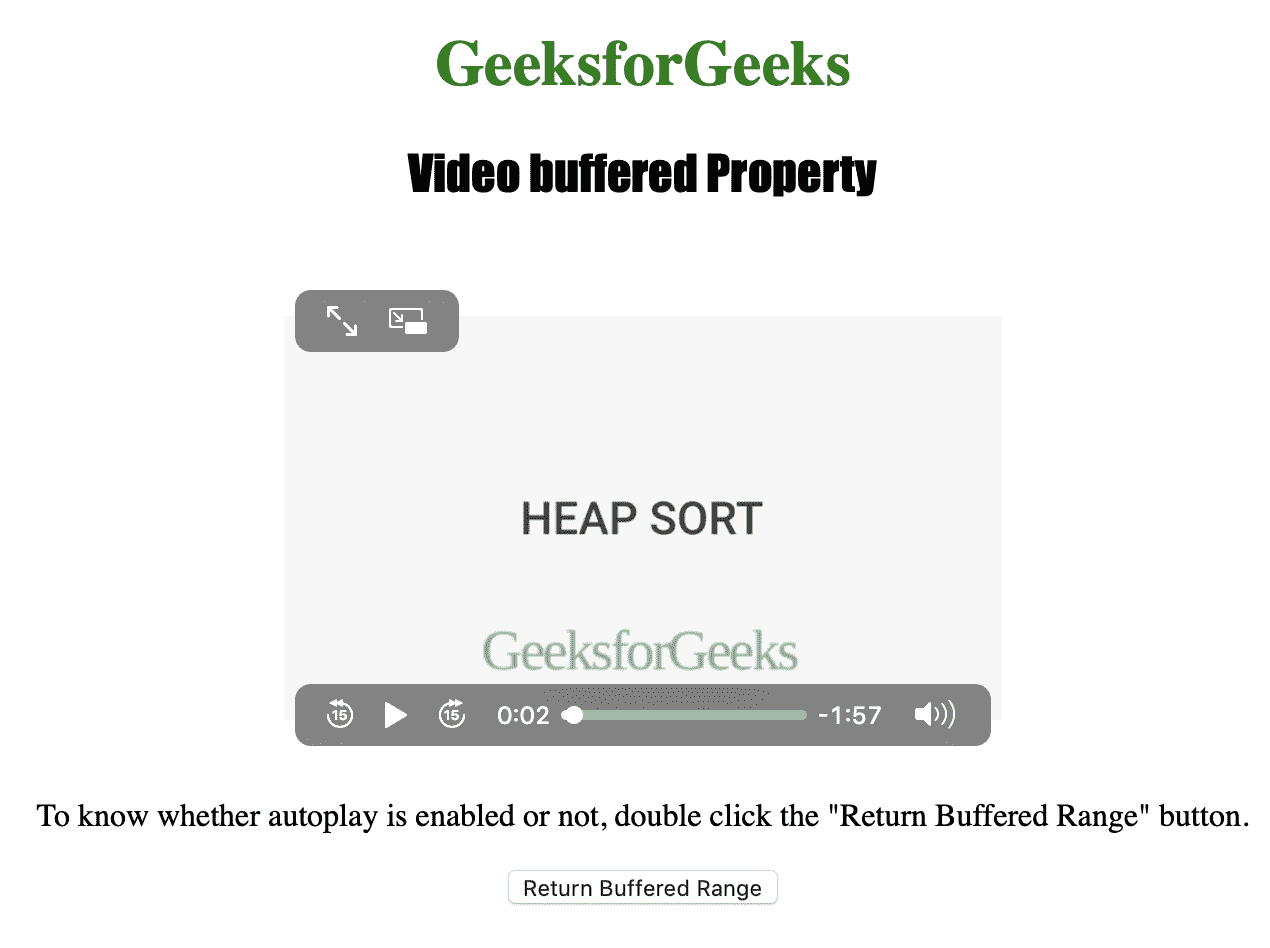 GeeksforGeeks
Video buffered Property
HEAP SORT
GeeksforGeeks
15 15 0:02 -1:57
To know whether autoplay is enabled or not, double click the "Return Buffered Range" button.
Return Buffered Range